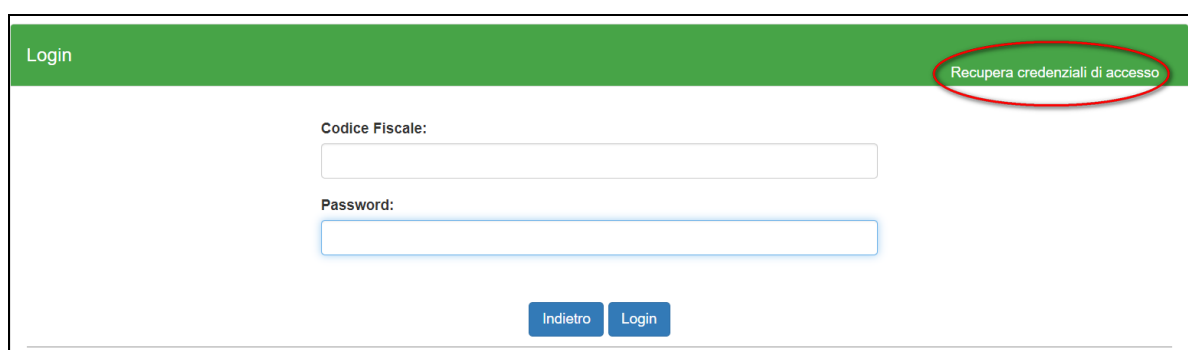 Login
Recupera credenziali di accesso
Codice Fiscale:
Password:
Indietro Login